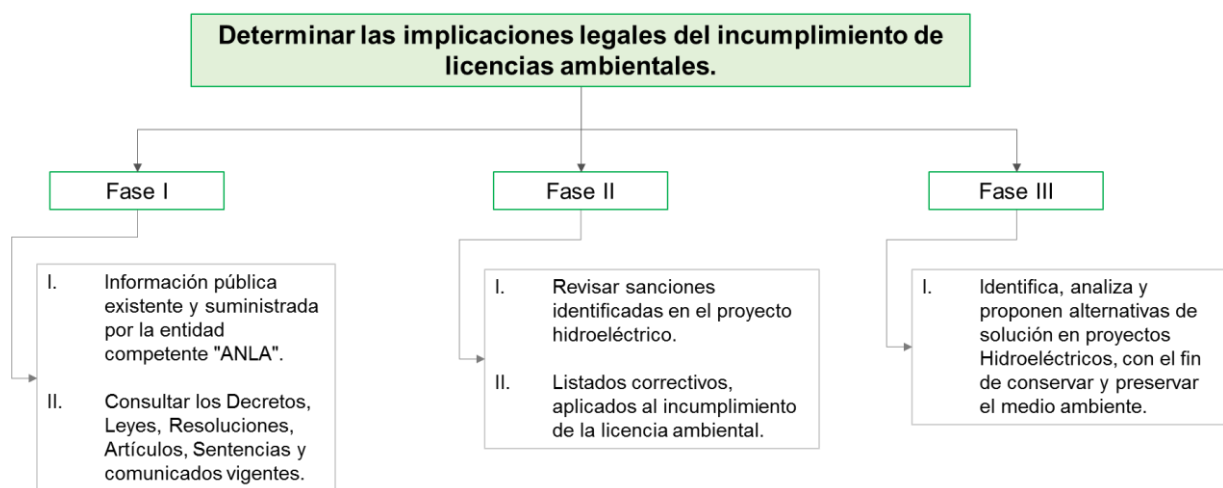 Determinar las implicaciones legales del incumplimiento de
licencias ambientales.
Fase I
I. Información pública
existente y suministrada
por la entidad
competente "ANLA".
II. Consultar los Decretos,
Leyes, Resoluciones,
Artículos, Sentencias y
comunicados vigentes.
Fase II
I. Revisar sanciones
identificadas en el proyecto
hidroeléctrico.
II. Listados correctivos,
aplicados al incumplimiento
de la licencia ambiental.
Fase III
I. Identifica, analiza y
proponen alternativas de
solución en proyectos
Hidroeléctricos, con el fin
de conservar y preservar
el medio ambiente.